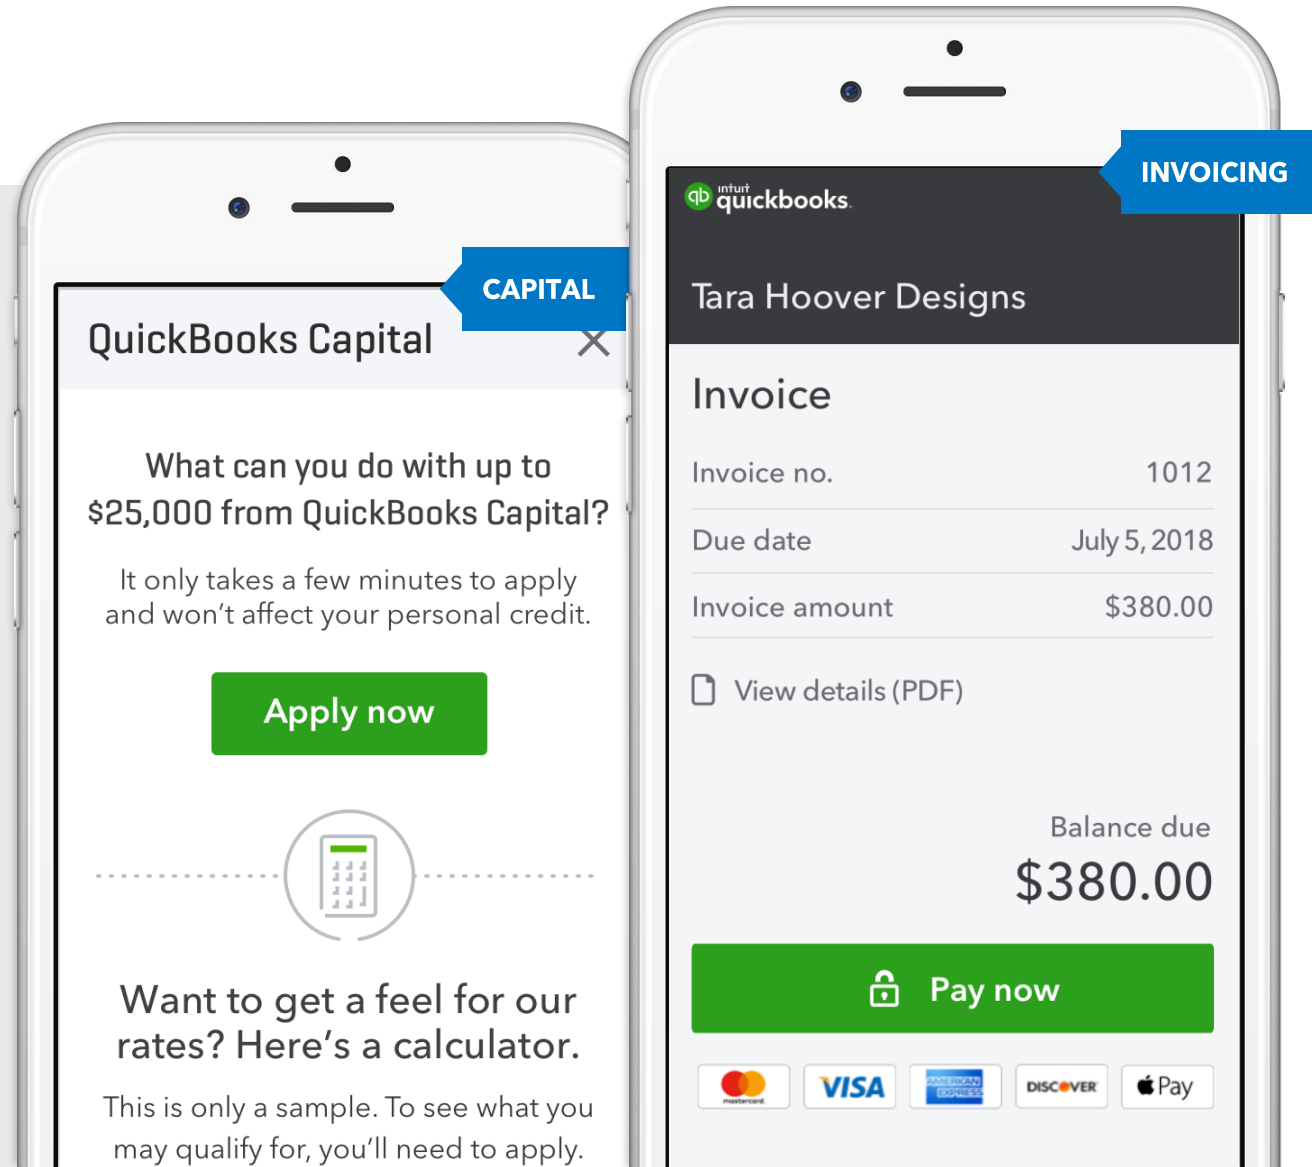 CAPITAL
QuickBooks Capital
What can you do with up to
$25,000 from QuickBooks Capital?
It only takes a few minutes to apply
and won't affect your personal credit.
Apply now
Want to get a feel for our
rates? Here's a calculator.
This is only a sample. To see what you
may qualify for, you'll need to apply.
INVOICING
qb intuit
quickbooks.
Tara Hoover Designs
Invoice
Invoice no. 1012
Due date July 5, 2018
Invoice amount $380.00
View details (PDF)
Balance due
$380.00
Pay now
mastercard. VISA AMERICAN EXPRESS DISCOVER Pay